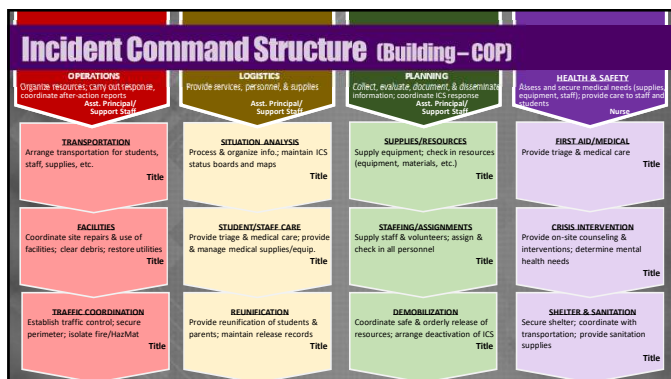 Incident Command Structure (Building – COP)
OPERATIONS
Organize resources; carry out response,
coordinate after-action reports
Asst. Principal/
Support Staff
LOGISTICS
Provide services, personnel, & supplies
Asst. Principal/
Support Staff
PLANNING
Collect, evaluate, document, & disseminate
information; coordinate ICS response
Asst. Principal/
Support Staff
HEALTH & SAFETY
Assess and secure medical needs (supplies,
equipment, staff); provide care to staff and
students
Nurse
TRANSPORTATION
Arrange transportation for students,
staff, supplies, etc.
Title
SITUATION ANALYSIS
Process & organize info.; maintain ICS
status boards and maps
Title
SUPPLIES/RESOURCES
Supply equipment; check in resources
(equipment, materials, etc.)
Title
FIRST AID/MEDICAL
Provide triage & medical care
Title
FACILITIES
Coordinate site repairs & use of
facilities; clear debris; restore utilities
Title
STUDENT/STAFF CARE
Provide triage & medical care; provide
& manage medical supplies/equip.
Title
STAFFING/ASSIGNMENTS
Supply staff & volunteers; assign &
check in all personnel
Title
CRISIS INTERVENTION
Provide on-site counseling &
interventions; determine mental
health needs
Title
TRAFFIC COORDINATION
Establish traffic control; secure
perimeter; isolate fire/HazMat
Title
REUNIFICATION
Provide reunification of students &
parents; maintain release records
Title
DEMOBILIZATION
Coordinate safe & orderly release of
resources; arrange deactivation of ICS
Title
SHELTER & SANITATION
Secure shelter; coordinate with
transportation; provide sanitation
supplies
Title